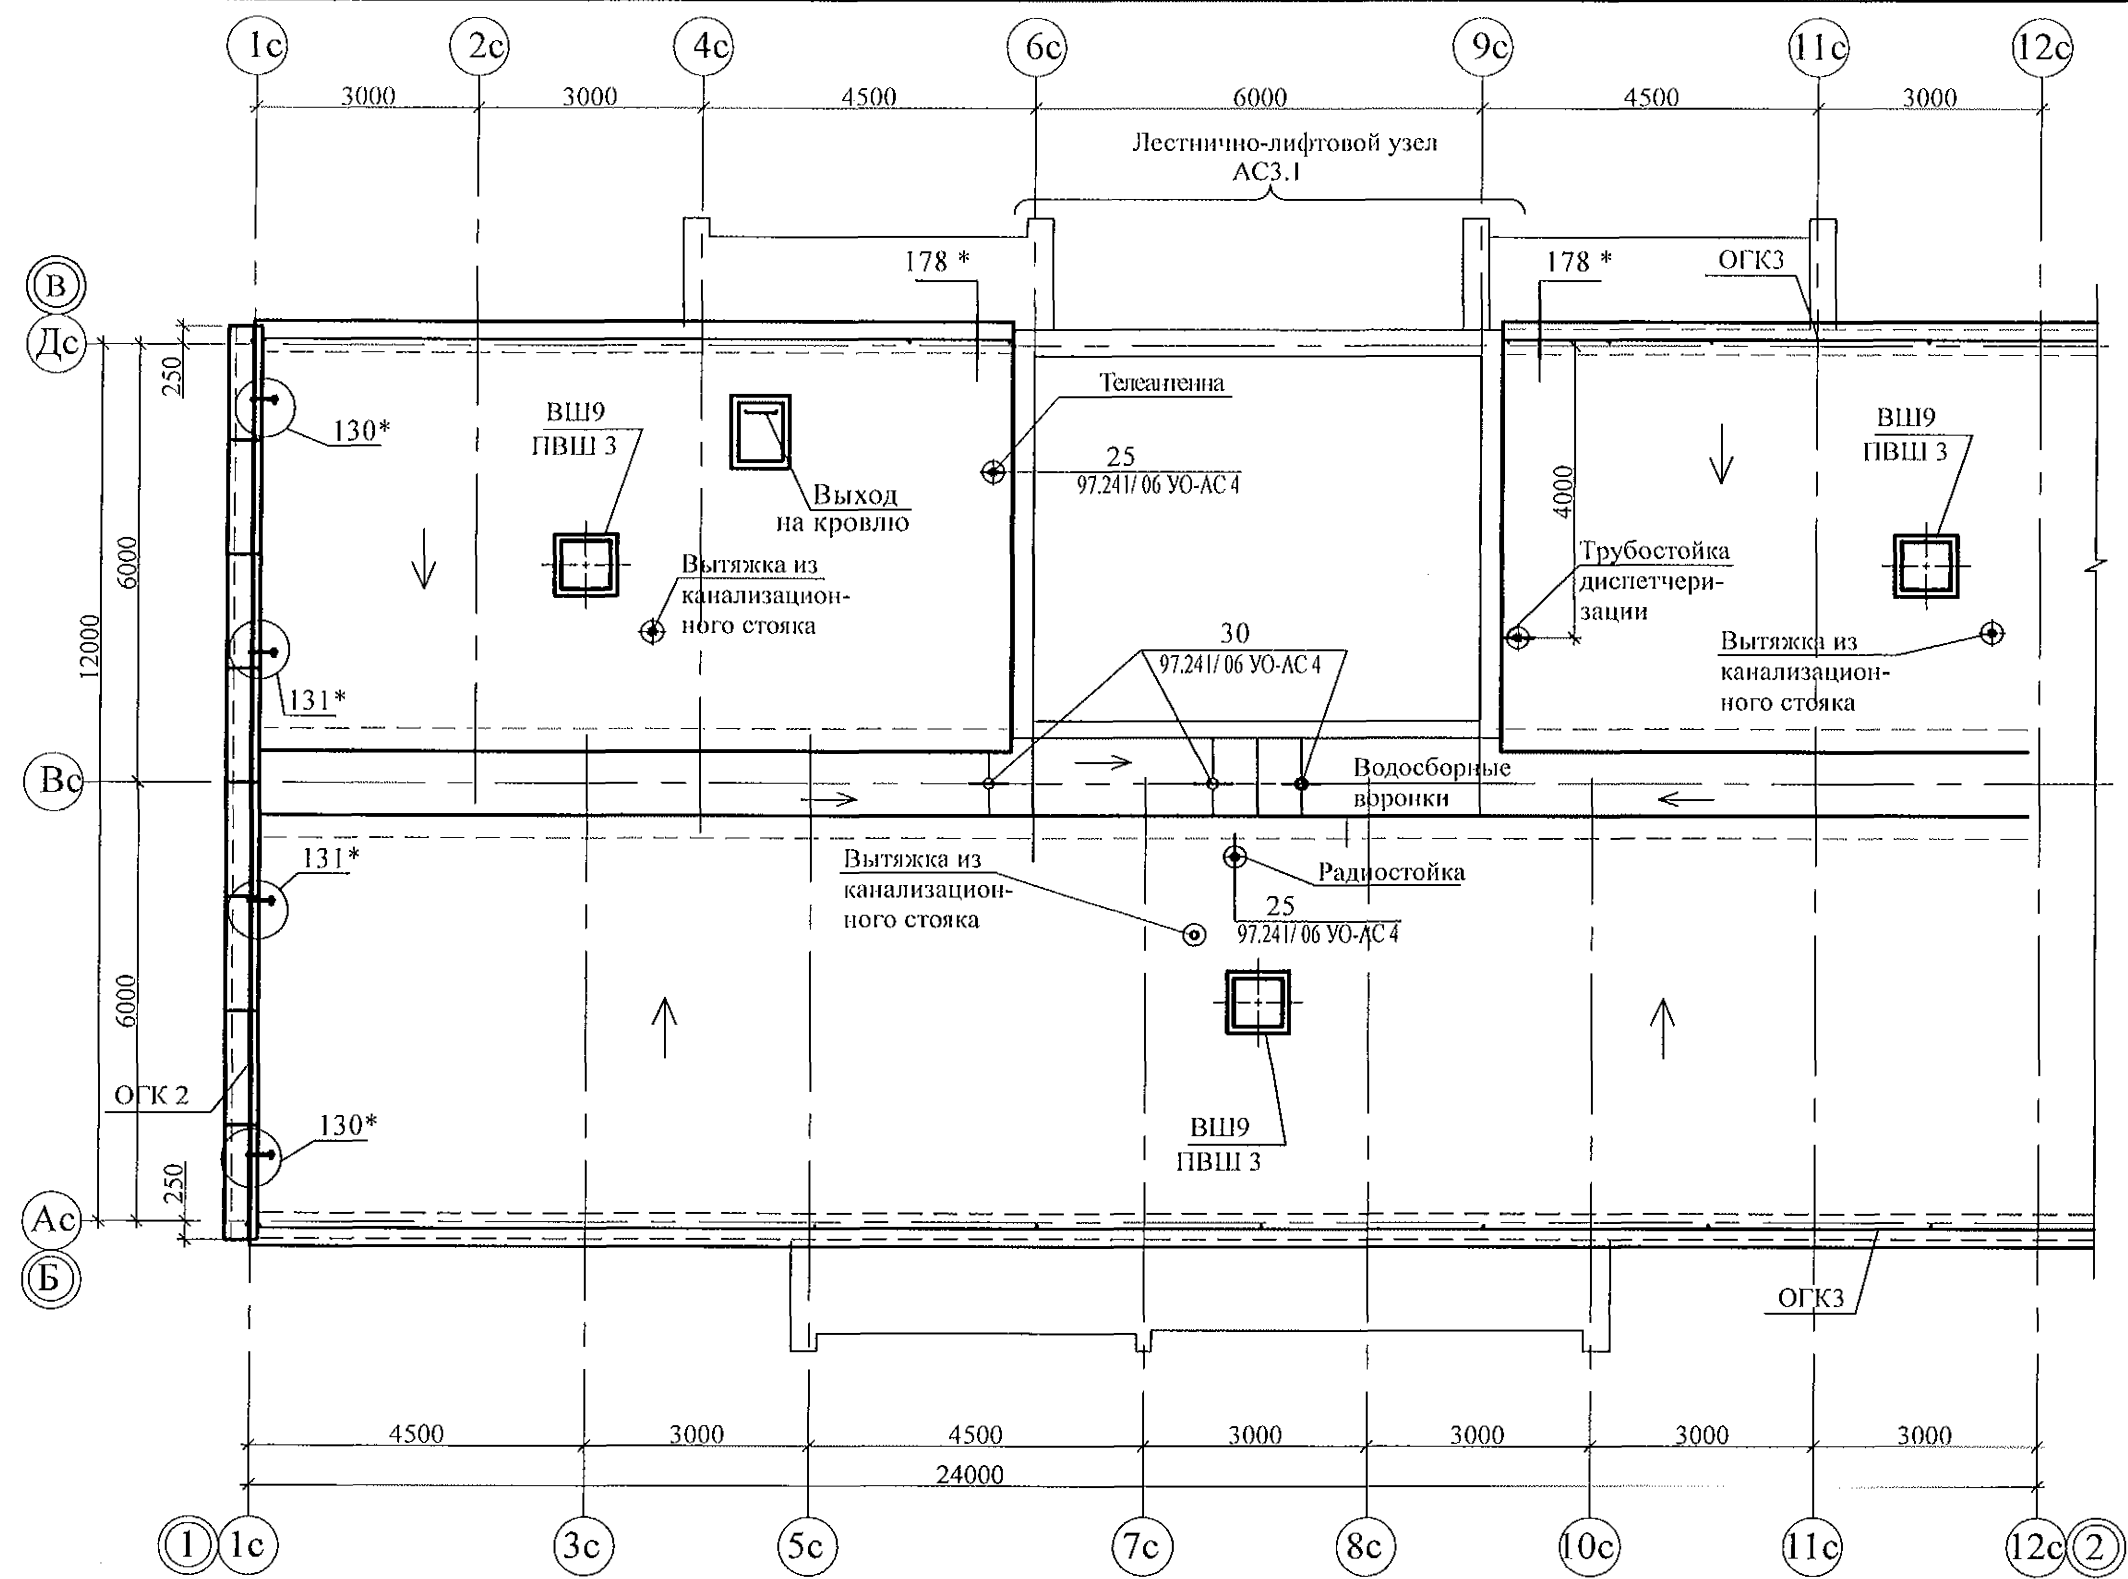 1с 2с 4с 6с 9с 11с 12с
3000 3000 4500 6000 4500 3000
Лестнично-лифтовой узел
АС3.1
178 * 178 * ОГК3
В
Дс
250
130*
ВШ9
ПВШ 3
Выход
на кровлю
Телеантенна
25
97.241/06 УО-АС 4
4000
ВШ9
ПВШ 3
Вытяжка из
канализацион-
ного стояка
Трубостойка
диспетчери-
зации
Вытяжка из
канализацион-
ного стояка
6000
12000
30
97.241/06 УО-АС 4
131*
Вс
Водосборные
воронки
131*
Вытяжка из
канализацион-
ного стояка
Радиостойка
25
97.241/06 УО-АС 4
6000
ОГК 2
130*
ВШ9
ПВШ 3
250
Ас
Б
ОГК3
4500 3000 4500 3000 3000 3000 3000
24000
1 1с 3с 5с 7с 8с 10с 11с 12с 2